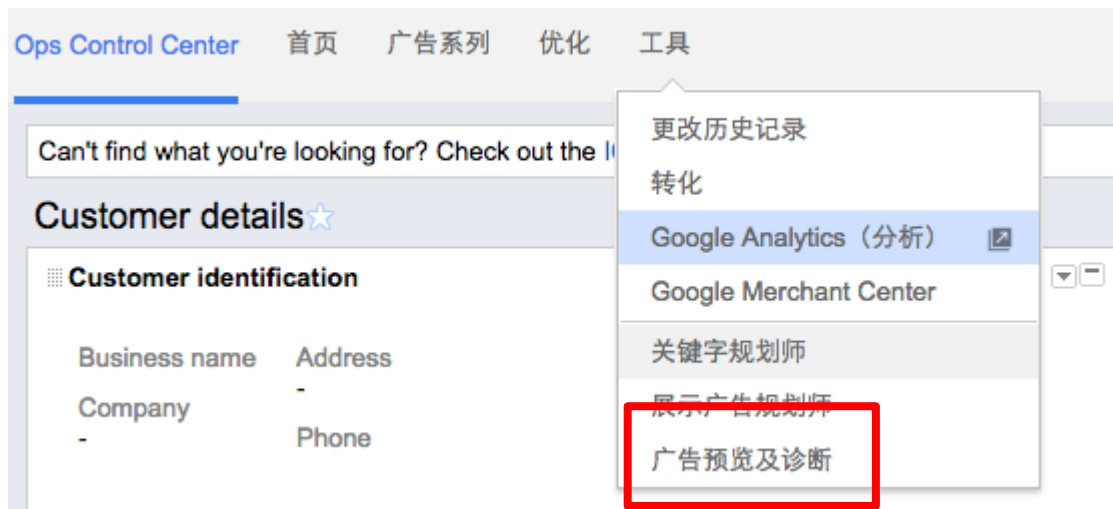 Ops Control Center 首页 广告系列 优化 工具
更改历史记录
Can't find what you're looking for? Check out the
转化
Customer details
Google Analytics（分析）
Customer identification
Google Merchant Center
关键字规划师
Business name Address
-
展示广告规划师
Company
-
Phone
广告预览及诊断